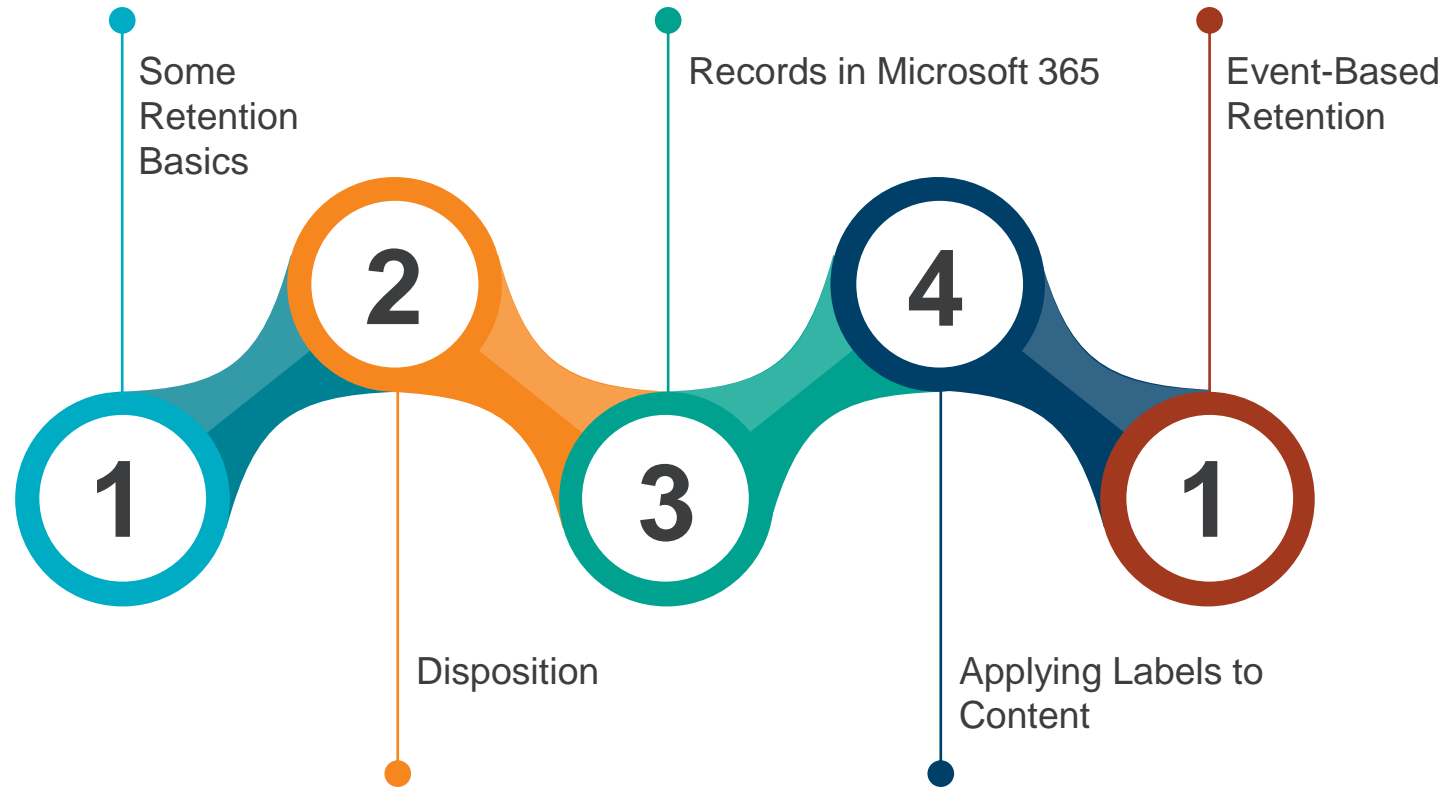 Some
Retention
Basics
Records in Microsoft 365
Event-Based
Retention
2
4
1
3
1
Disposition
Applying Labels to
Content